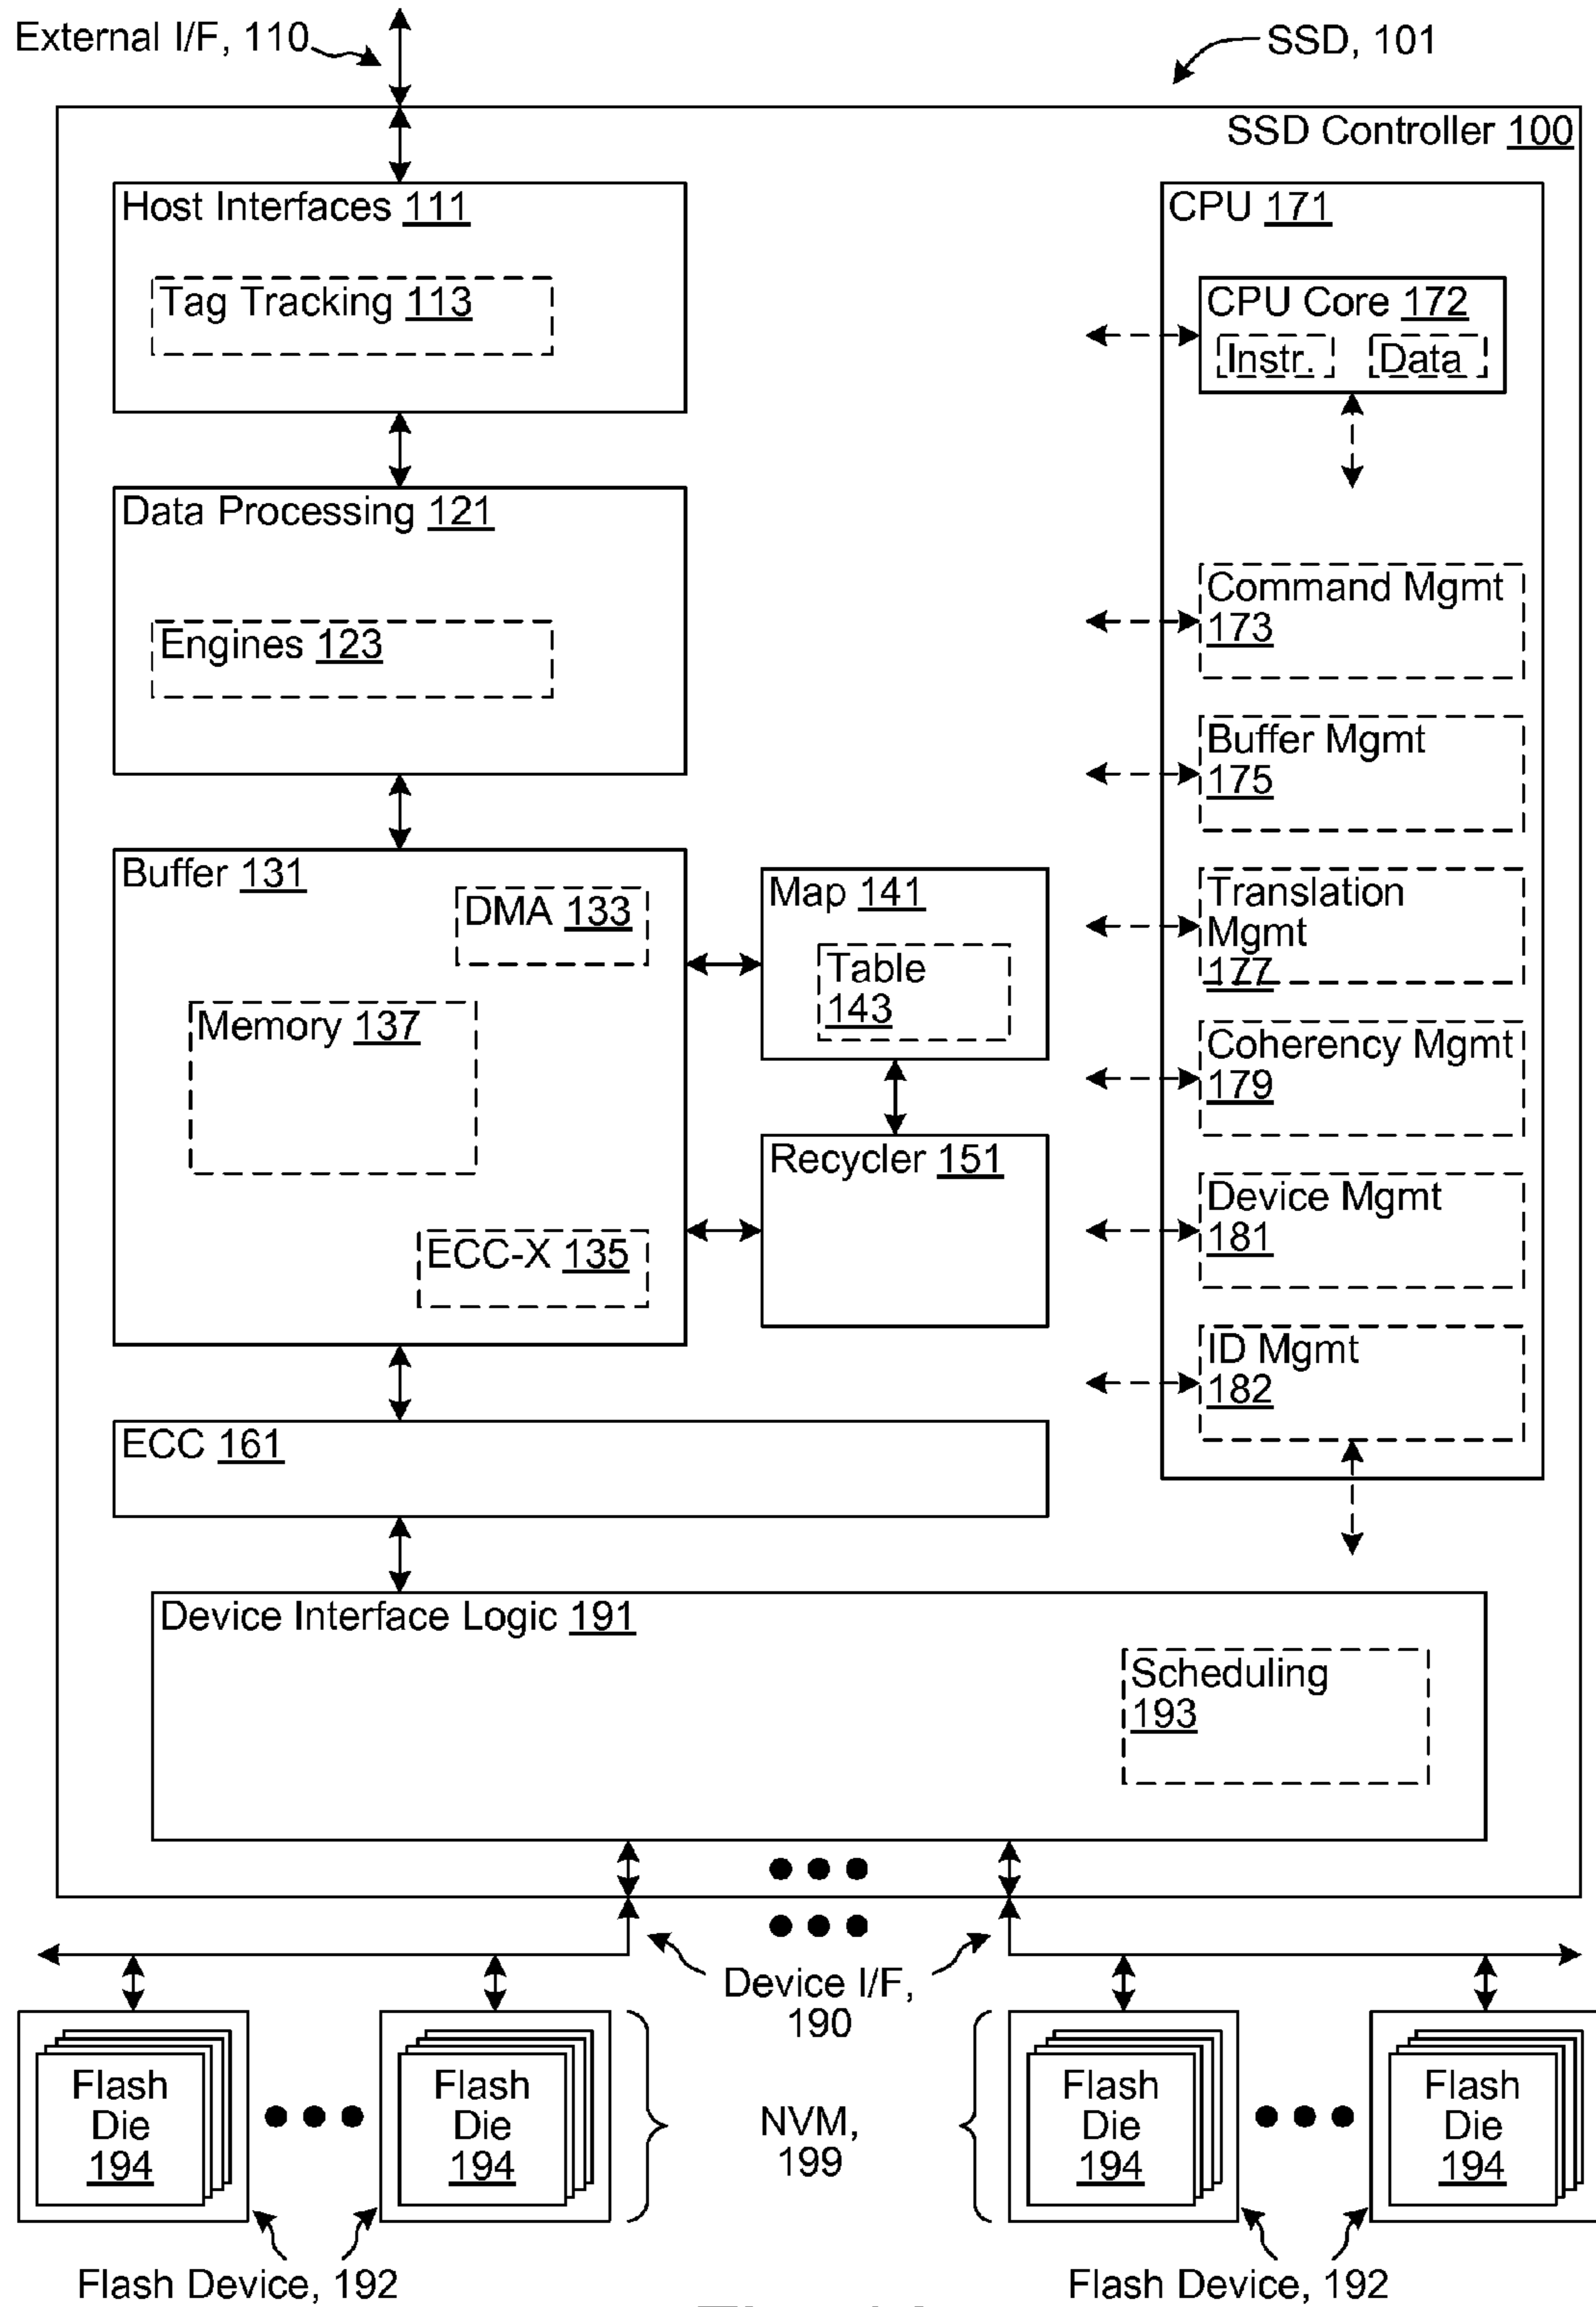 External I/F, 110
SSD, 101
SSD Controller 100
Host Interfaces 111
Tag Tracking 113
Data Processing 121
Engines 123
Buffer 131
DMA 133
Memory 137
ECC-X 135
Map 141
Table
143
Recycler 151
ECC 161
CPU 171
CPU Core 172
Instr.
Data
Command Mgmt
173
Buffer Mgmt
175
Translation
Mgmt
177
Coherency Mgmt
179
Device Mgmt
181
ID Mgmt
182
Device Interface Logic 191
Scheduling
193
Device I/F,
190
Flash
Die
194
Flash
Die
194
NVM,
199
Flash
Die
194
Flash
Die
194
Flash Device, 192
Flash Device, 192